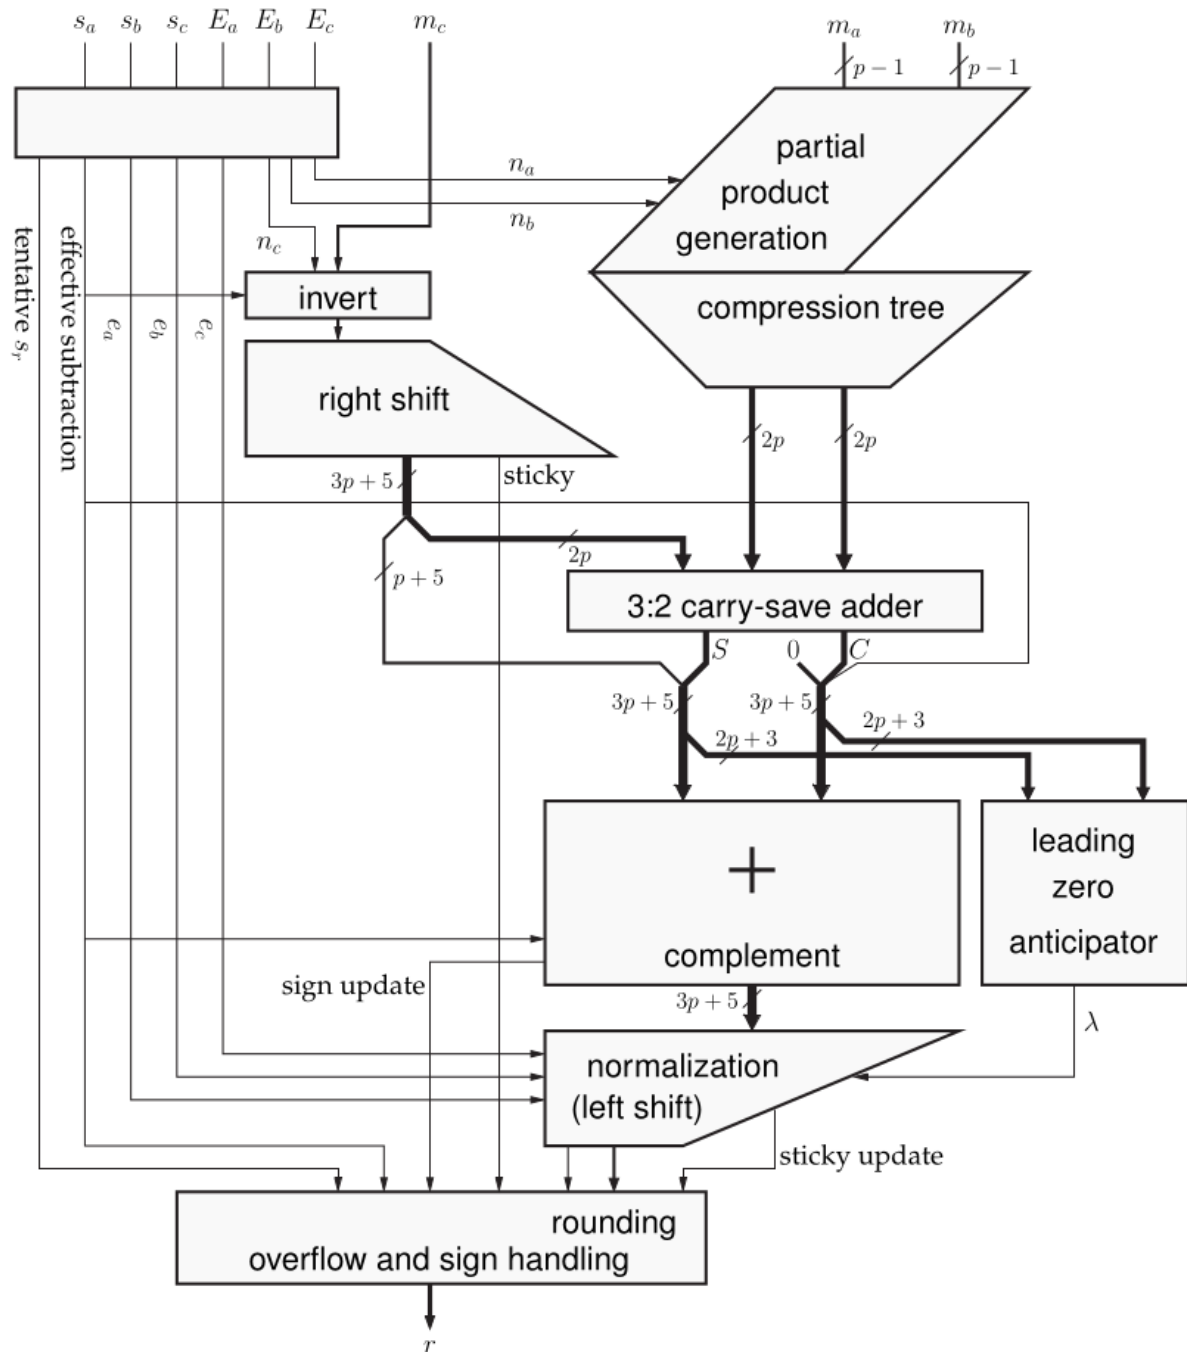 s_a s_b s_c E_a E_b E_c m_c m_a m_b
p − 1 p − 1
partial
product
generation
n_a
n_b
n_c
tentative s_r
effective subtraction
e_a
e_b
e_c
invert
compression tree
right shift
2p 2p
3p + 5
sticky
2p
p + 5
3:2 carry-save adder
S 0 C
3p + 5 3p + 5
2p + 3
2p + 3
leading
zero
anticipator
+
complement
sign update
3p + 5
λ
normalization
(left shift)
sticky update
rounding
overflow and sign handling
r